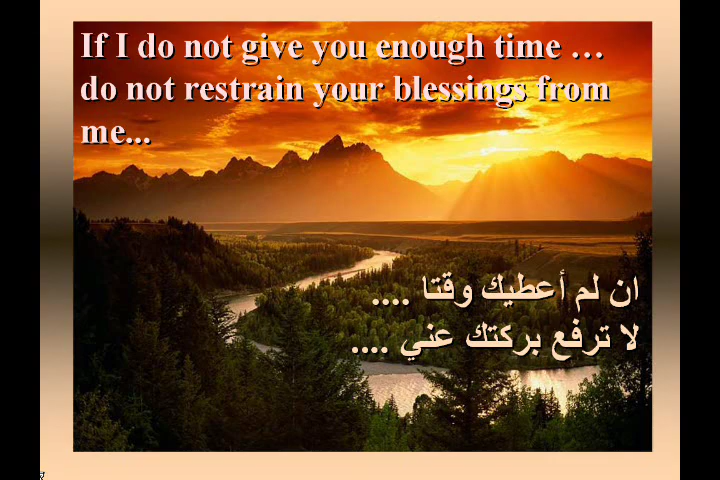 If I do not give you enough time …
do not restrain your blessings from
me...
ان لم أعطيك وقتا ....
لا ترفع بركتك عني ....